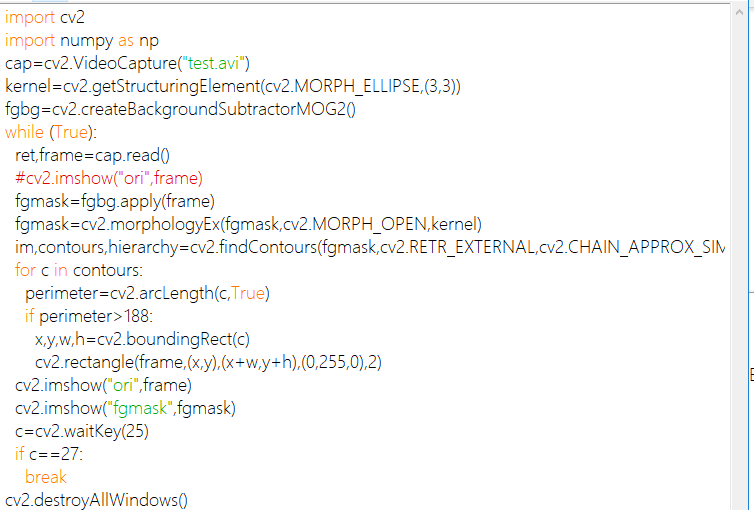 import cv2
import numpy as np
cap=cv2.VideoCapture("test.avi")
kernel=cv2.getStructuringElement(cv2.MORPH_ELLIPSE,(3,3))
fgbg=cv2.createBackgroundSubtractorMOG2()
while (True):
  ret,frame=cap.read()
  #cv2.imshow("ori",frame)
  fgmask=fgbg.apply(frame)
  fgmask=cv2.morphologyEx(fgmask,cv2.MORPH_OPEN,kernel)
  im,contours,hierarchy=cv2.findContours(fgmask,cv2.RETR_EXTERNAL,cv2.CHAIN_APPROX_SIM
  for c in contours:
    perimeter=cv2.arcLength(c,True)
    if perimeter>188:
      x,y,w,h=cv2.boundingRect(c)
      cv2.rectangle(frame,(x,y),(x+w,y+h),(0,255,0),2)
  cv2.imshow("ori",frame)
  cv2.imshow("fgmask",fgmask)
  c=cv2.waitKey(25)
  if c==27:
    break
cv2.destroyAllWindows()